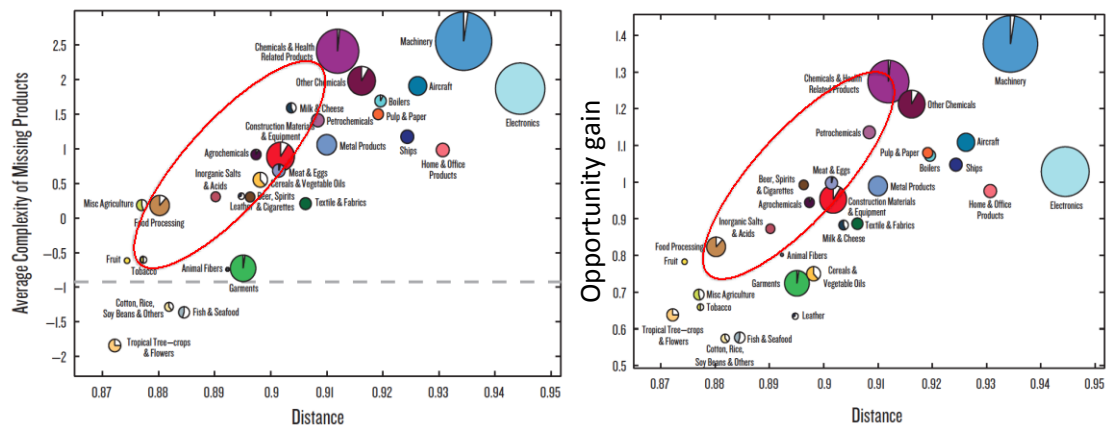 Average Complexity of Missing Products
2.5
2
1.5
1
0.5
0
–0.5
–1
–1.5
–2
Chemicals & Health
Related Products
Machinery
Other Chemicals
Aircraft
Electronics
Milk & Cheese
Boilers
Petrochemicals
Pulp & Paper
Construction Materials
& Equipment
Metal Products
Ships
Home & Office
Products
Agrochemicals
Meat & Eggs
Inorganic Salts
& Acids
Cereals & Vegetable Oils
Beer, Spirits
& Cigarettes
Leather
Textile & Fabrics
Misc Agriculture
Food Processing
Fruit
Tobacco
Animal Fibers
Garments
Cotton, Rice,
Soy Beans & Others
Fish & Seafood
Tropical Tree–crops
& Flowers
0.87
0.88
0.89
0.9
0.91
0.92
0.93
0.94
0.95
Distance
Opportunity gain
1.4
1.3
1.2
1.1
1
0.9
0.8
0.7
0.6
0.5
Machinery
Chemicals & Health
Related Products
Other Chemicals
Petrochemicals
Aircraft
Pulp & Paper
Boilers
Ships
Electronics
Meat & Eggs
Beer, Spirits
& Cigarettes
Metal Products
Home & Office
Products
Agrochemicals
Construction Materials
& Equipment
Inorganic Salts
& Acids
Textile & Fabrics
Milk & Cheese
Food Processing
Fruit
Animal Fibers
Cereals &
Vegetable Oils
Garments
Misc Agriculture
Tobacco
Leather
Tropical Tree–crops
& Flowers
Cotton, Rice,
Soy Beans & Others
Fish & Seafood
0.87
0.88
0.89
0.9
0.91
0.92
0.93
0.94
0.95
Distance